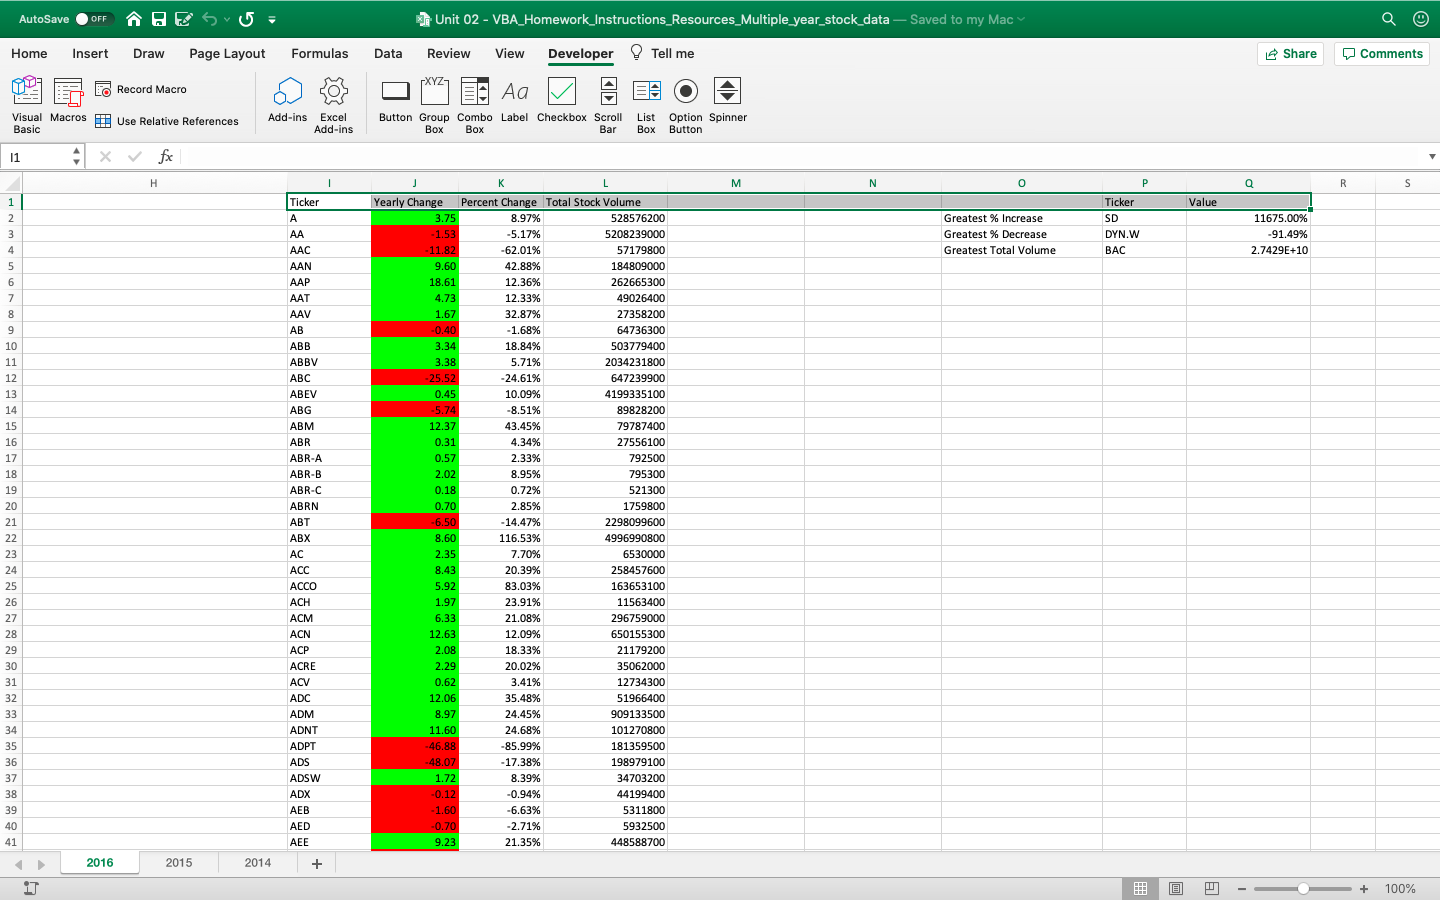 AutoSave OFF Unit 02 - VBA_Homework_Instructions_Resources_Multiple_year_stock_data — Saved to my Mac
Home Insert Draw Page Layout Formulas Data Review View Developer Tell me Share Comments
Visual Basic Macros Record Macro Use Relative References Add-ins Excel Add-ins Button XYZ Group Box Combo Box Aa Label Checkbox Scroll Bar List Box Option Button Spinner
I1 fx
H I J K L M N O P Q R S
1 Ticker Yearly Change Percent Change Total Stock Volume Ticker Value
2 A 3.75 8.97% 528576200 Greatest % Increase SD 11675.00%
3 AA -1.53 -5.17% 5208239000 Greatest % Decrease DYN.W -91.49%
4 AAC -11.82 -62.01% 57179800 Greatest Total Volume BAC 2.7429E+10
5 AAN 9.60 42.88% 184809000
6 AAP 18.61 12.36% 262665300
7 AAT 4.73 12.33% 49026400
8 AAV 1.67 32.87% 27358200
9 AB -0.40 -1.68% 64736300
10 ABB 3.34 18.84% 503779400
11 ABBV 3.38 5.71% 2034231800
12 ABC -25.52 -24.61% 647239900
13 ABEV 0.45 10.09% 4199335100
14 ABG -5.74 -8.51% 89828200
15 ABM 12.37 43.45% 79787400
16 ABR 0.31 4.34% 27556100
17 ABR-A 0.57 2.33% 792500
18 ABR-B 2.02 8.95% 795300
19 ABR-C 0.18 0.72% 521300
20 ABRN 0.70 2.85% 1759800
21 ABT -6.50 -14.47% 2298099600
22 ABX 8.60 116.53% 4996990800
23 AC 2.35 7.70% 6530000
24 ACC 8.43 20.39% 258457600
25 ACCO 5.92 83.03% 163653100
26 ACH 1.97 23.91% 11563400
27 ACM 6.33 21.08% 296759000
28 ACN 12.63 12.09% 650155300
29 ACP 2.08 18.33% 21179200
30 ACRE 2.29 20.02% 35062000
31 ACV 0.62 3.41% 12734300
32 ADC 12.06 35.48% 51966400
33 ADM 8.97 24.45% 909133500
34 ADNT 11.60 24.68% 101270800
35 ADPT -46.88 -85.99% 181359500
36 ADS -48.07 -17.38% 198979100
37 ADSW 1.72 8.39% 34703200
38 ADX -0.12 -0.94% 44199400
39 AEB -1.60 -6.63% 5311800
40 AED -0.70 -2.71% 5932500
41 AEE 9.23 21.35% 448588700
2016 2015 2014
100%